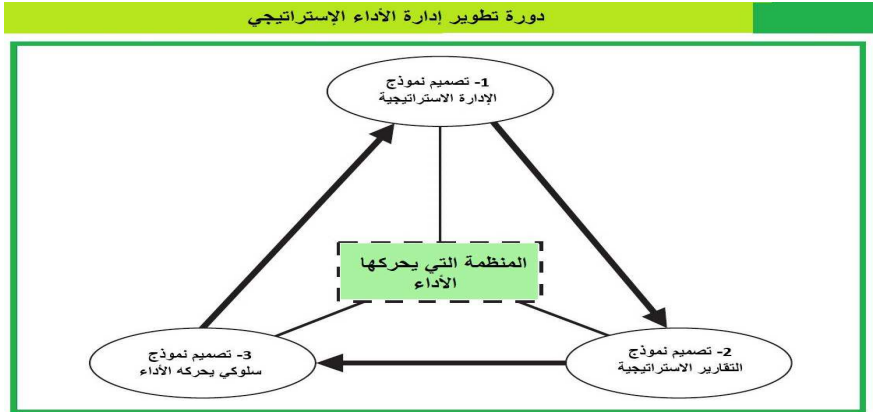 دورة تطوير إدارة الأداء الإستراتيجي
1- تصميم نموذج
الإدارة الاستراتيجية
المنظمة التي يحركها
الأداء
2- تصميم نموذج
التقارير الاستراتيجية
3- تصميم نموذج
سلوكي يحركه الأداء